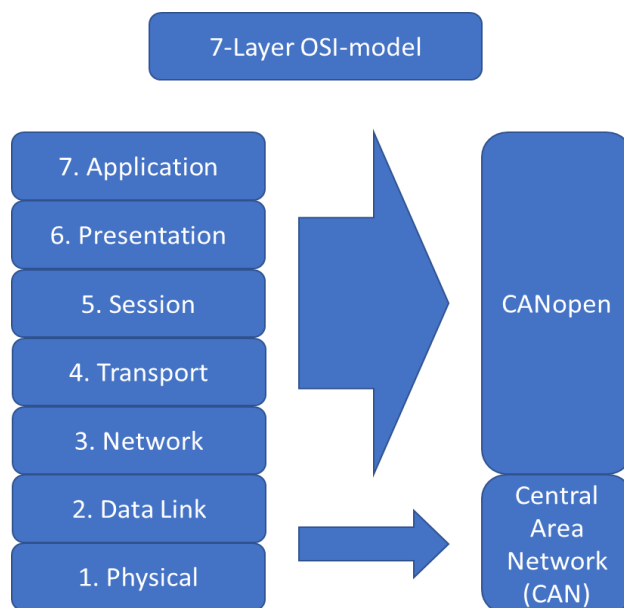 7-Layer OSI-model
7. Application
6. Presentation
5. Session
4. Transport
3. Network
2. Data Link
1. Physical
CANopen
Central
Area
Network
(CAN)